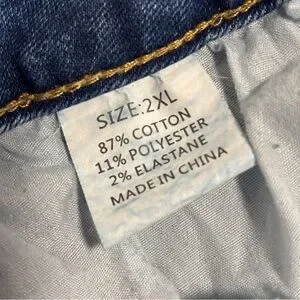 SIZE:2XL
87% COTTON
11% POLYESTER
2% ELASTANE
MADE IN CHINA